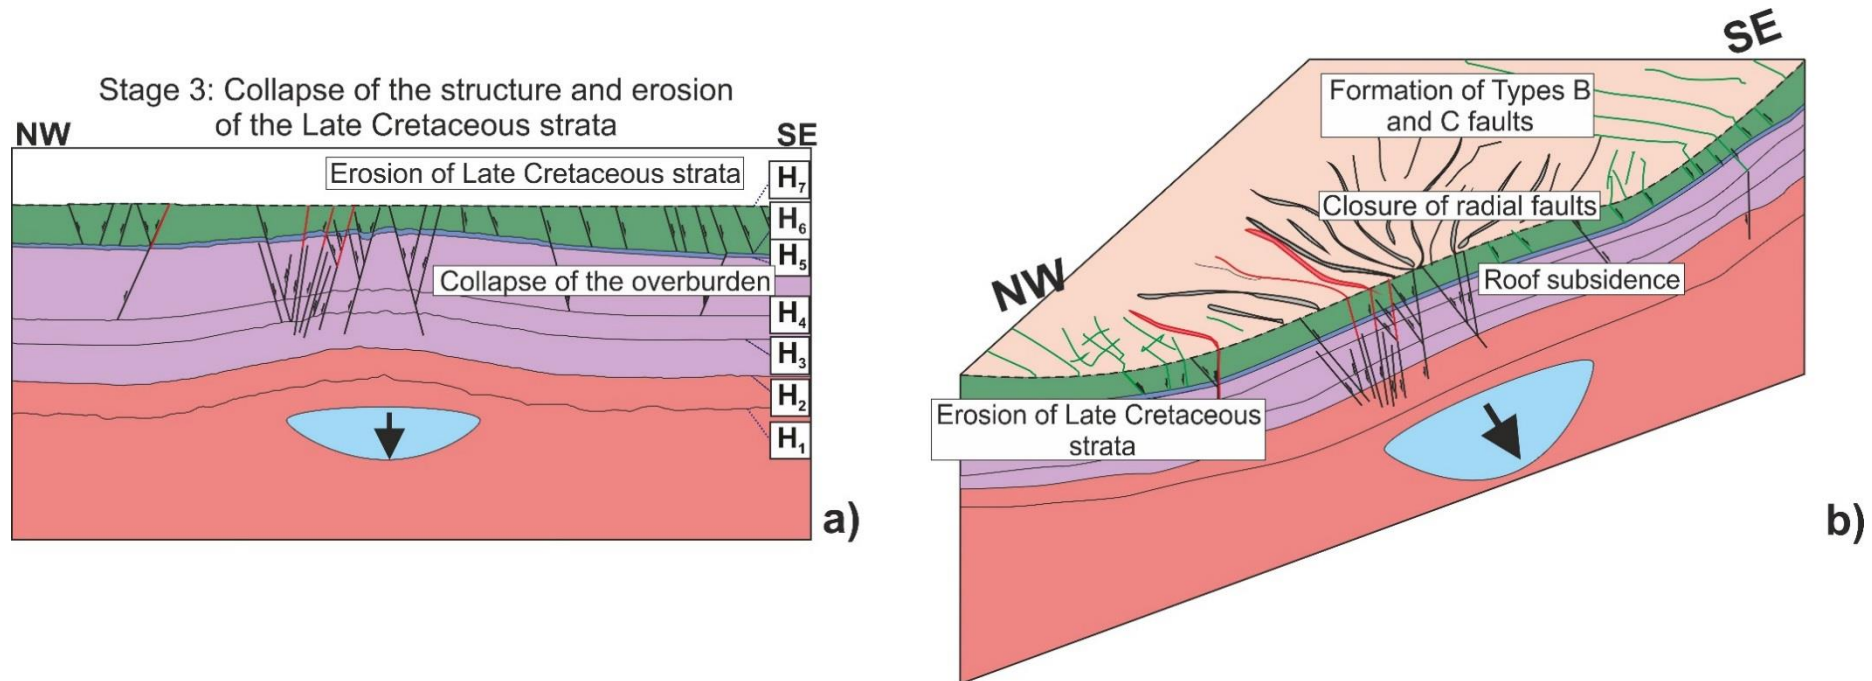 Stage 3: Collapse of the structure and erosion
of the Late Cretaceous strata
NW
SE
Erosion of Late Cretaceous strata
H7
H6
H5
Collapse of the overburden
H4
H3
H2
H1
a)
SE
Formation of Types B
and C faults
Closure of radial faults
NW
Roof subsidence
Erosion of Late Cretaceous
strata
b)